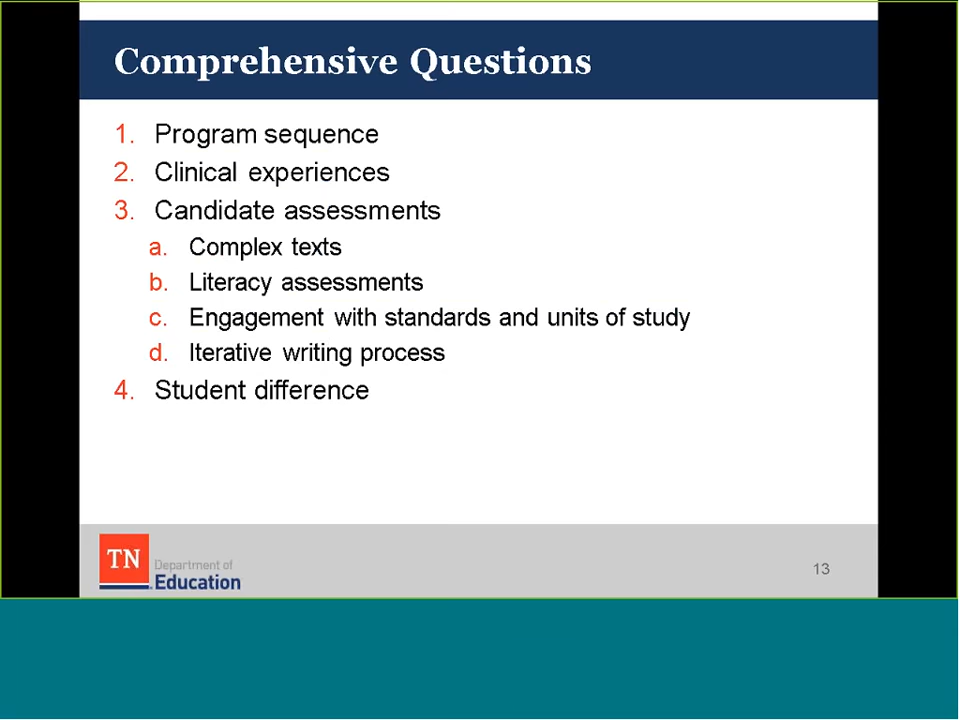 Comprehensive Questions
1. Program sequence
2. Clinical experiences
3. Candidate assessments
a. Complex texts
b. Literacy assessments
c. Engagement with standards and units of study
d. Iterative writing process
4. Student difference
TN
Department of
Education
13